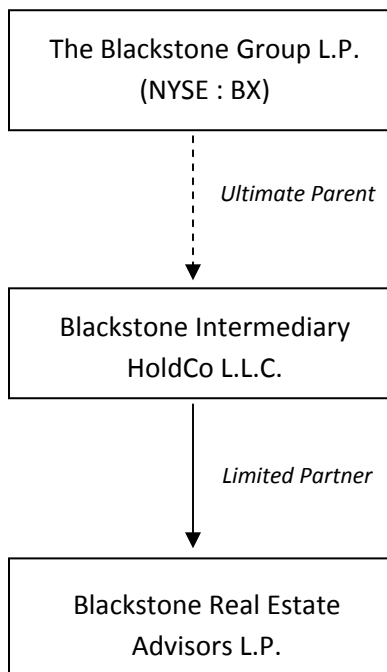 The Blackstone Group L.P.
(NYSE : BX)
Ultimate Parent
Blackstone Intermediary
HoldCo L.L.C.
Limited Partner
Blackstone Real Estate
Advisors L.P.